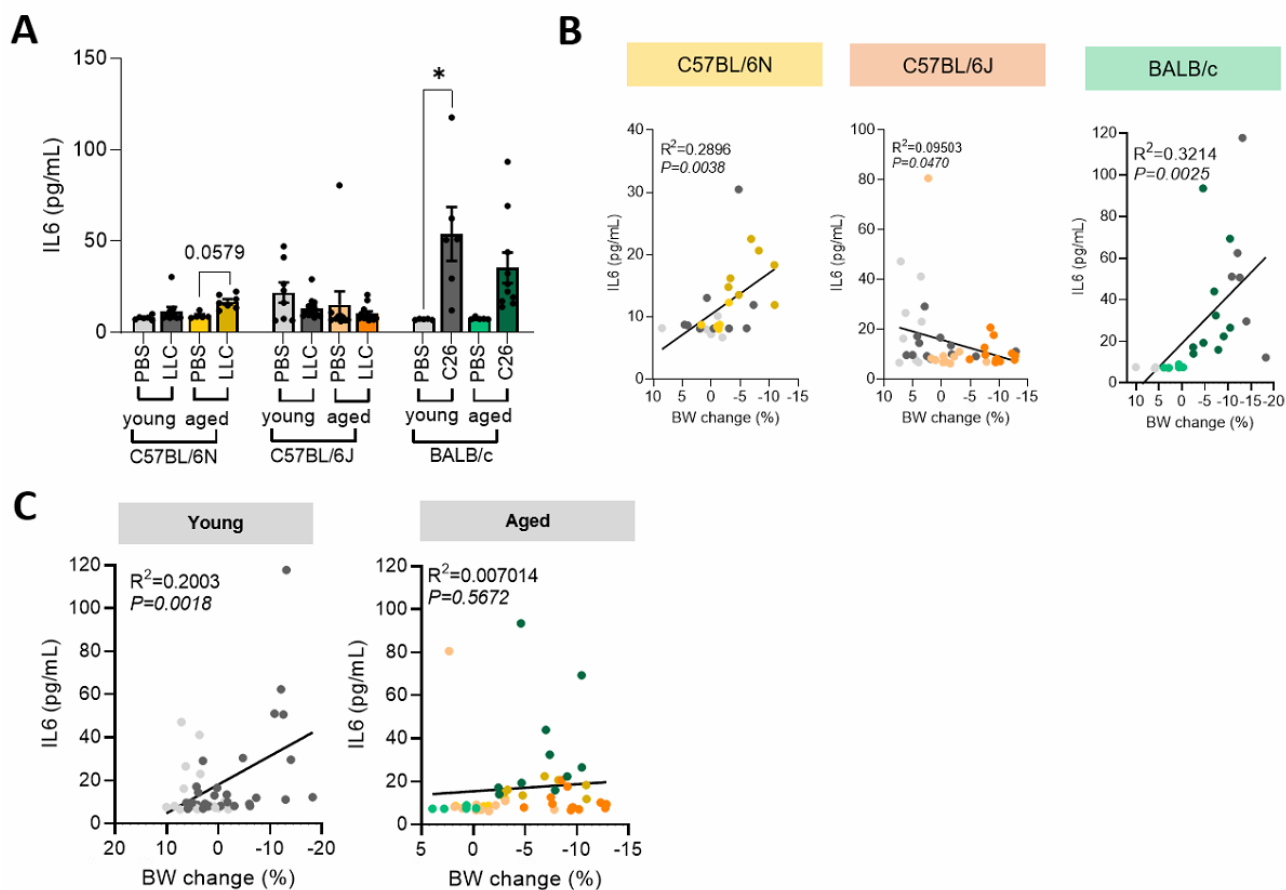 A
IL6 (pg/mL)
150
100
50
0
0.0579
*
PBS LLC PBS LLC PBS LLC PBS LLC PBS C26 PBS C26
young aged young aged young aged
C57BL/6N C57BL/6J BALB/c
B
C57BL/6N
IL6 (pg/mL)
40
30
20
10
0
R²=0.2896
P=0.0038
10 5 0 -5 -10 -15
BW change (%)
C57BL/6J
IL6 (pg/mL)
100
80
60
40
20
0
R²=0.09503
P=0.0470
10 5 0 -5 -10 -15
BW change (%)
BALB/c
IL6 (pg/mL)
120
100
80
60
40
20
0
R²=0.3214
P=0.0025
10 5 0 -5 -10 -15 -20
BW change (%)
C
Young
IL6 (pg/mL)
120
100
80
60
40
20
0
R²=0.2003
P=0.0018
20 10 0 -10 -20
BW change (%)
Aged
IL6 (pg/mL)
120
100
80
60
40
20
0
R²=0.007014
P=0.5672
5 0 -5 -10 -15
BW change (%)